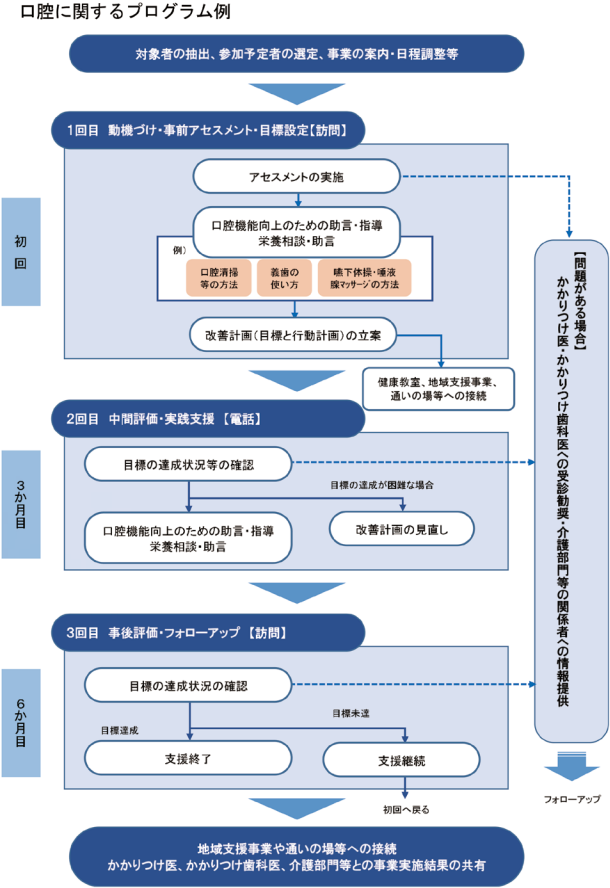 口腔に関するプログラム例
対象者の抽出、参加予定者の選定、事業の案内・日程調整等
1回目 動機づけ・事前アセスメント・目標設定【訪問】
初回
アセスメントの実施
口腔機能向上のための助言・指導
栄養相談・助言
例）
口腔清掃
等の方法
義歯の
使い方
嚥下体操・唾液
腺マッサージの方法
改善計画（目標と行動計画）の立案
健康教室、地域支援事業、
通いの場等への接続
2回目 中間評価・実践支援 【電話】
3か月目
目標の達成状況等の確認
目標の達成が困難な場合
口腔機能向上のための助言・指導
栄養相談・助言
改善計画の見直し
3回目 事後評価・フォローアップ 【訪問】
6か月目
目標の達成状況の確認
目標達成
目標未達
支援終了
支援継続
初回へ戻る
【問題がある場合】
かかりつけ医・かかりつけ歯科医への受診勧奨・介護部門等の関係者への情報提供
フォローアップ
地域支援事業や通いの場等への接続
かかりつけ医、かかりつけ歯科医、介護部門等との事業実施結果の共有